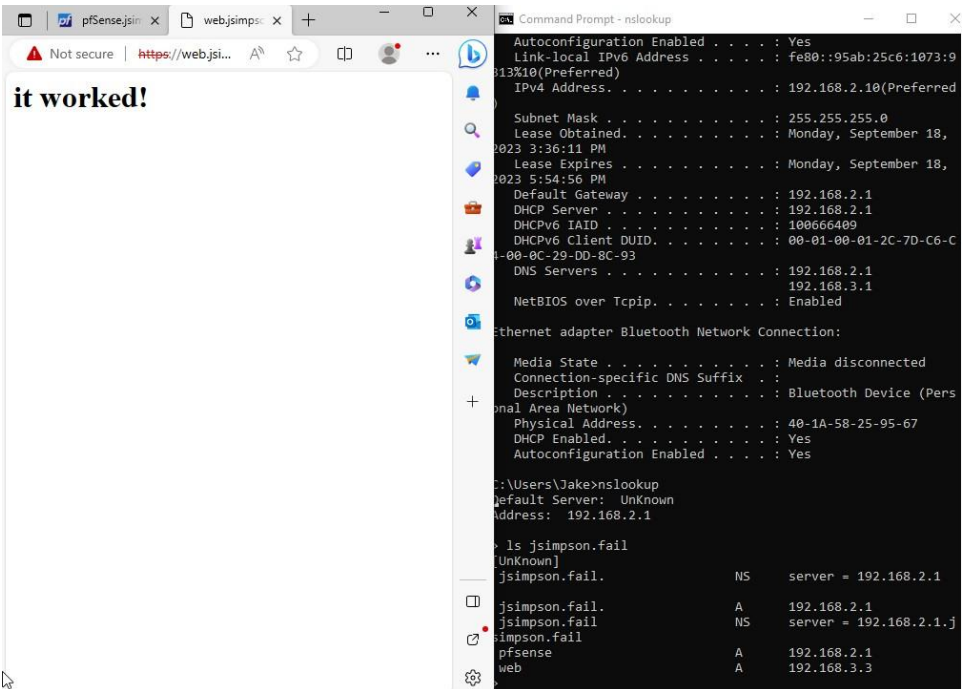 pfSense.jsim
web.jsimpsc
Not secure
https://web.jsi...
it worked!
Command Prompt - nslookup
Autoconfiguration Enabled . . . . : Yes
Link-local IPv6 Address . . . . . : fe80::95ab:25c6:1073:9
813%10(Preferred)
IPv4 Address. . . . . . . . . . . : 192.168.2.10(Preferred
)
Subnet Mask . . . . . . . . . . . : 255.255.255.0
Lease Obtained. . . . . . . . . . : Monday, September 18,
2023 3:36:11 PM
Lease Expires . . . . . . . . . . : Monday, September 18,
2023 5:54:56 PM
Default Gateway . . . . . . . . . : 192.168.2.1
DHCP Server . . . . . . . . . . . : 192.168.2.1
DHCPv6 IAID . . . . . . . . . . . : 100666409
DHCPv6 Client DUID. . . . . . . . : 00-01-00-01-2C-7D-C6-C
4-00-0C-29-DD-8C-93
DNS Servers . . . . . . . . . . . : 192.168.2.1
192.168.3.1
NetBIOS over Tcpip. . . . . . . . : Enabled
Ethernet adapter Bluetooth Network Connection:
Media State . . . . . . . . . . . : Media disconnected
Connection-specific DNS Suffix  . :
Description . . . . . . . . . . . : Bluetooth Device (Pers
onal Area Network)
Physical Address. . . . . . . . . : 40-1A-58-25-95-67
DHCP Enabled. . . . . . . . . . . : Yes
Autoconfiguration Enabled . . . . : Yes
C:\Users\Jake>nslookup
Default Server:  UnKnown
Address:  192.168.2.1
> ls jsimpson.fail
[UnKnown]
jsimpson.fail. NS server = 192.168.2.1
jsimpson.fail. A 192.168.2.1
jsimpson.fail NS server = 192.168.2.1.j
simpson.fail
pfsense A 192.168.2.1
web A 192.168.3.3
>